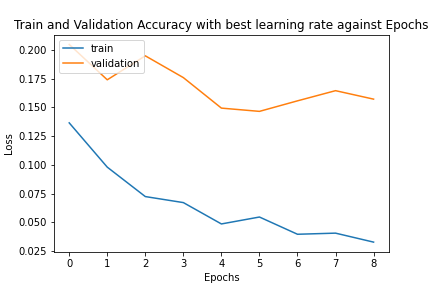 Train and Validation Accuracy with best learning rate against Epochs
train
validation
0.200
0.175
0.150
0.125
0.100
0.075
0.050
0.025
Loss
0 1 2 3 4 5 6 7 8
Epochs